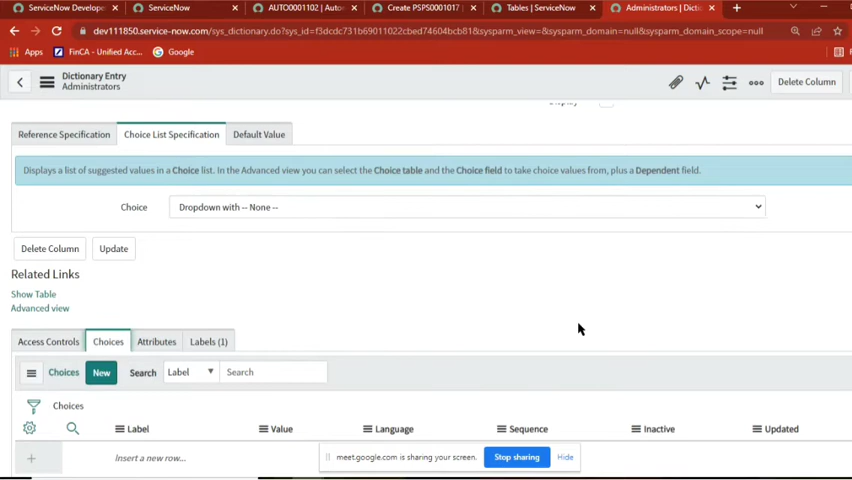 ServiceNow Develope
ServiceNow
AUTO0001102 | Autos
Create PSPS0001017 |
Tables | ServiceNow
Administrators | Dictio
dev111850.service-now.com/sys_dictionary.do?sys_id=f3dcdc731b69011022cbed74604bcb81&sysparm_view=&sysparm_domain=null&sysparm_domain_scope=null
Apps
FinCA - Unified Acc...
Google
Dictionary Entry
Administrators
Delete Column
Display
Reference Specification
Choice List Specification
Default Value
Displays a list of suggested values in a Choice list. In the Advanced view you can select the Choice table and the Choice field to take choice values from, plus a Dependent field.
Choice
Dropdown with -- None --
Delete Column
Update
Related Links
Show Table
Advanced view
Access Controls
Choices
Attributes
Labels (1)
Choices
New
Search
Label
Search
Choices
Label
Value
Language
Sequence
Inactive
Updated
Insert a new row...
meet.google.com is sharing your screen.
Stop sharing
Hide